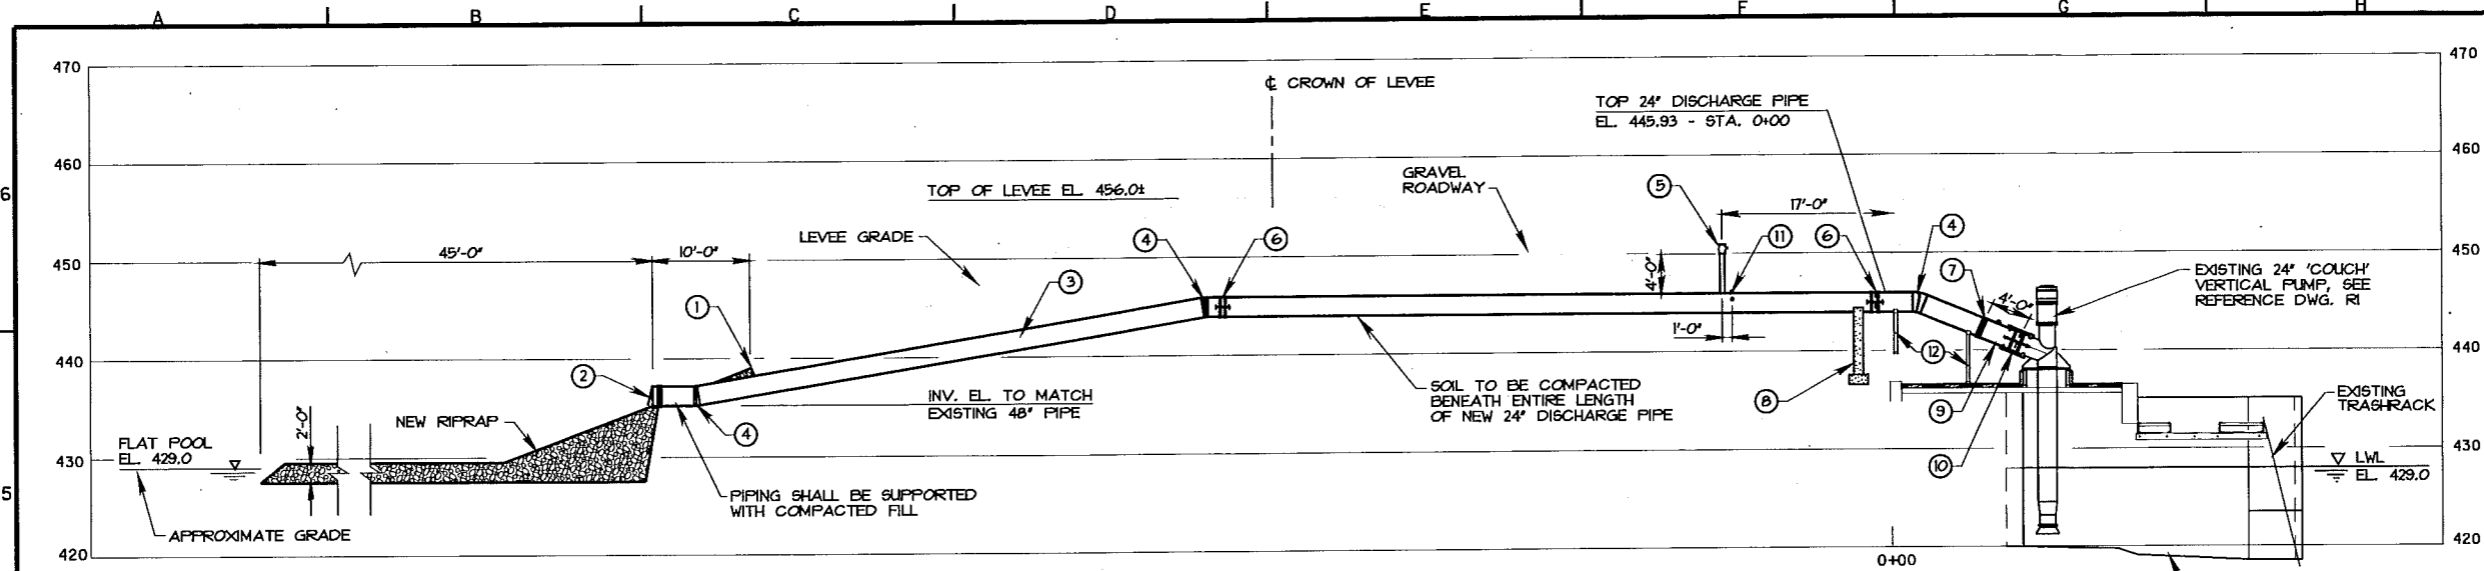 A B C D E F G H
470 470
℄ CROWN OF LEVEE
TOP 24" DISCHARGE PIPE
EL. 445.93 - STA. 0+00
460 460
6
TOP OF LEVEE EL. 456.0±
GRAVEL
ROADWAY
5
17'-0"
LEVEE GRADE
4
6
11
6
4
450 450
45'-0"
10'-0"
3
4'-0"
7
4'-0"
EXISTING 24" 'COUCH'
VERTICAL PUMP, SEE
REFERENCE DWG. R1
1
1'-0"
440 440
2
12
INV. EL. TO MATCH
EXISTING 48" PIPE
SOIL TO BE COMPACTED
BENEATH ENTIRE LENGTH
OF NEW 24" DISCHARGE PIPE
8
9
EXISTING
TRASHRACK
2'-0"
NEW RIPRAP
4
FLAT POOL
EL. 429.0
430 430
10
LWL
EL. 429.0
5
PIPING SHALL BE SUPPORTED
WITH COMPACTED FILL
APPROXIMATE GRADE
420 420
0+00